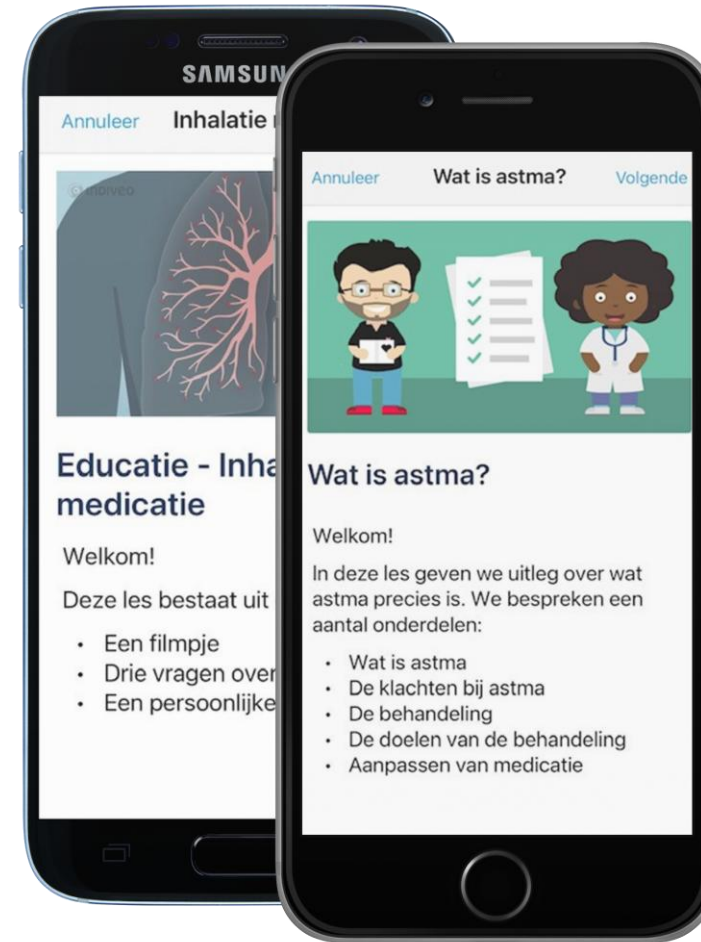 SAMSUN
Annuleer
Inhalatie
indiveo
Educatie - Inha
medicatie
Welkom!
Deze les bestaat uit
• Een filmpje
• Drie vragen over
• Een persoonlijke
Annuleer
Wat is astma?
Volgende
Wat is astma?
Welkom!
In deze les geven we uitleg over wat
astma precies is. We bespreken een
aantal onderdelen:
• Wat is astma
• De klachten bij astma
• De behandeling
• De doelen van de behandeling
• Aanpassen van medicatie